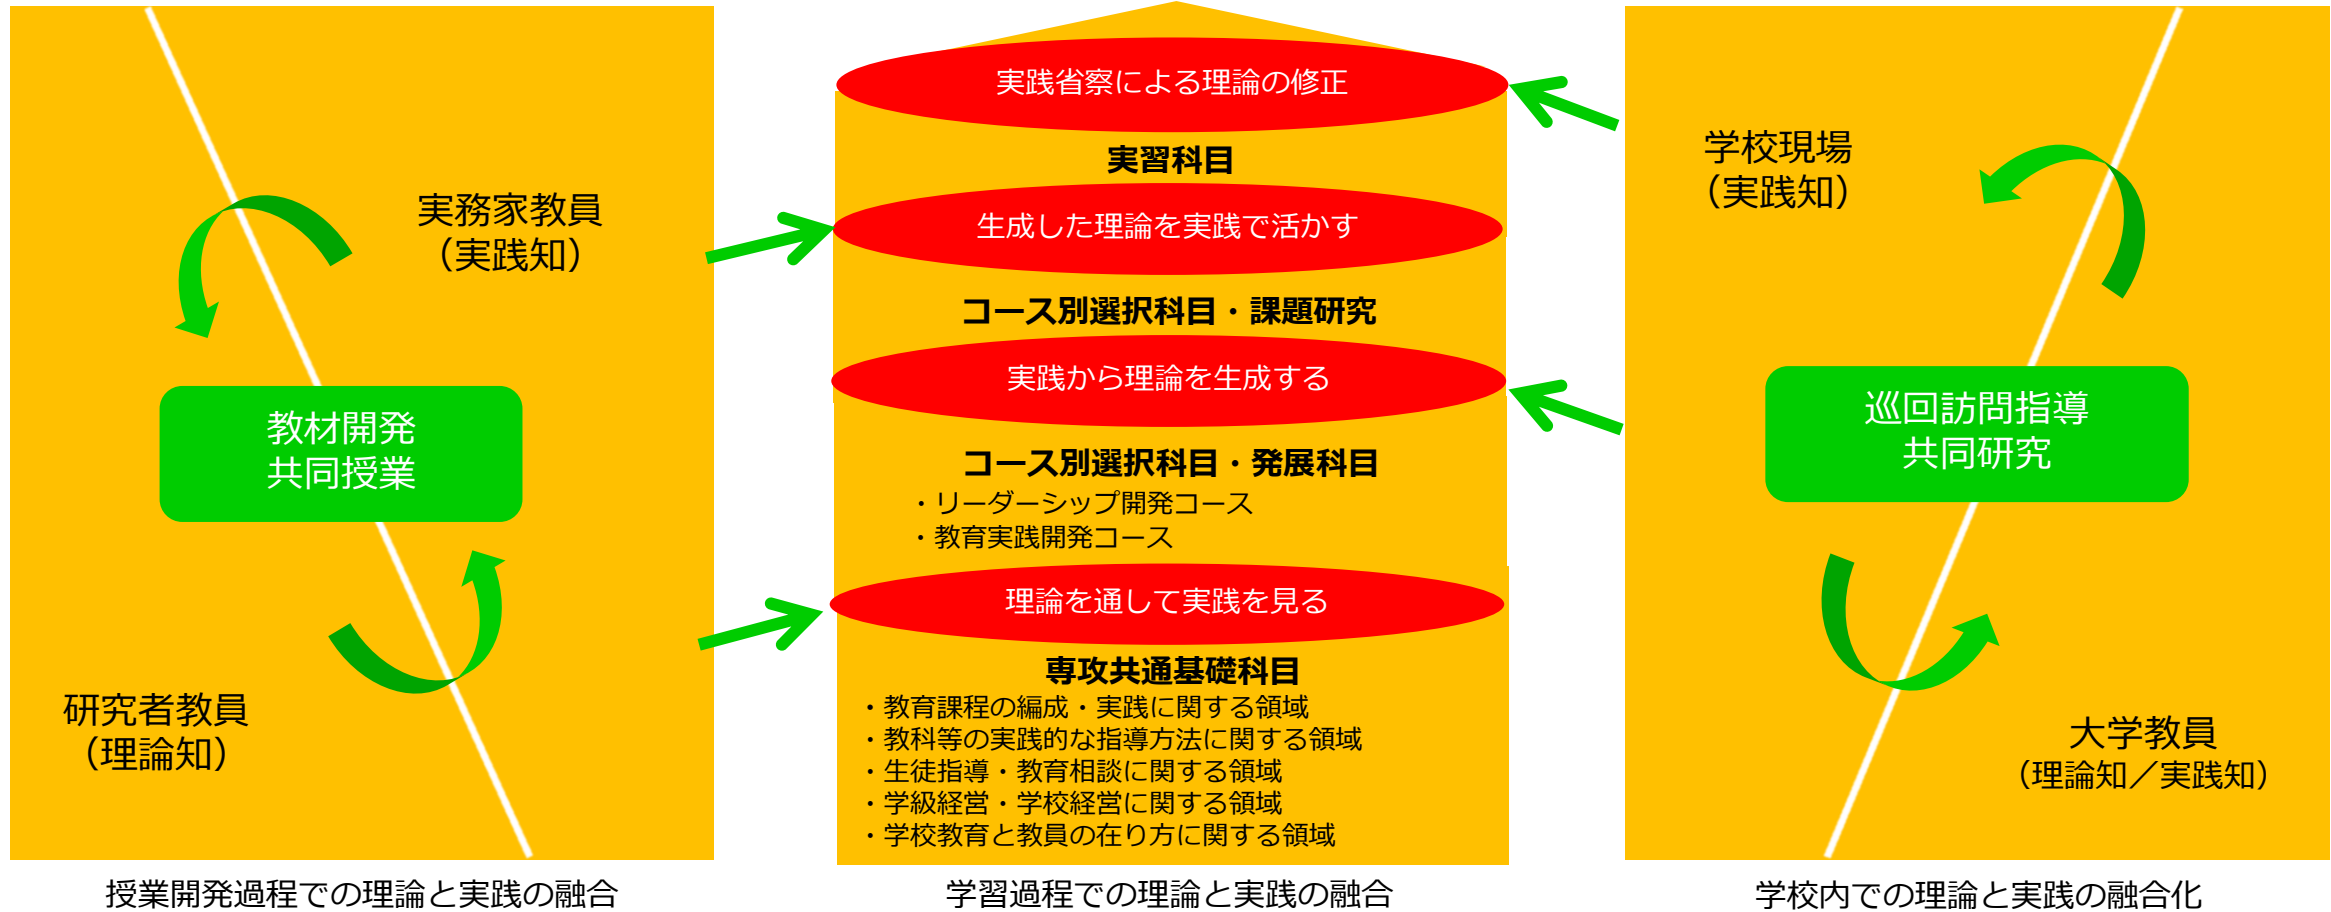 実務家教員
（実践知）
教材開発
共同授業
研究者教員
（理論知）
授業開発過程での理論と実践の融合
実践省察による理論の修正
実習科目
生成した理論を実践で活かす
コース別選択科目・課題研究
実践から理論を生成する
コース別選択科目・発展科目
・リーダーシップ開発コース
・教育実践開発コース
理論を通して実践を見る
専攻共通基礎科目
・教育課程の編成・実践に関する領域
・教科等の実践的な指導方法に関する領域
・生徒指導・教育相談に関する領域
・学級経営・学校経営に関する領域
・学校教育と教員の在り方に関する領域
学習過程での理論と実践の融合
学校現場
（実践知）
巡回訪問指導
共同研究
大学教員
（理論知／実践知）
学校内での理論と実践の融合化